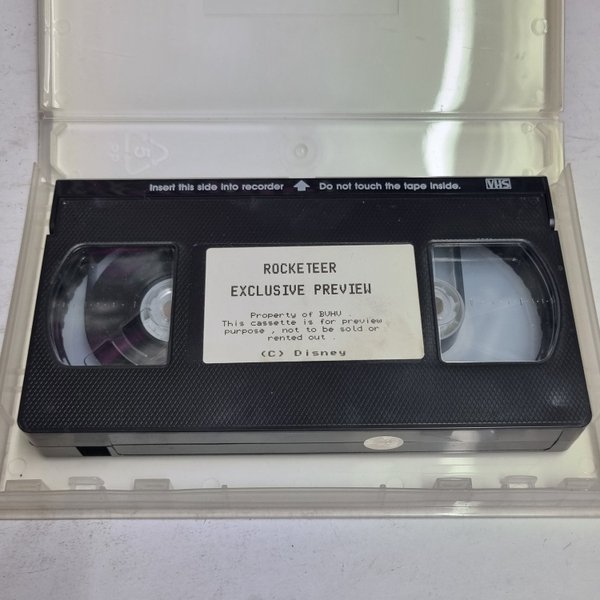 Insert this side into recorder Do not touch the tape inside. VHS
ROCKETEER
EXCLUSIVE PREVIEW
Property of BVHV
This cassette is for preview
purpose , not to be sold or
rented out .
(C) Disney